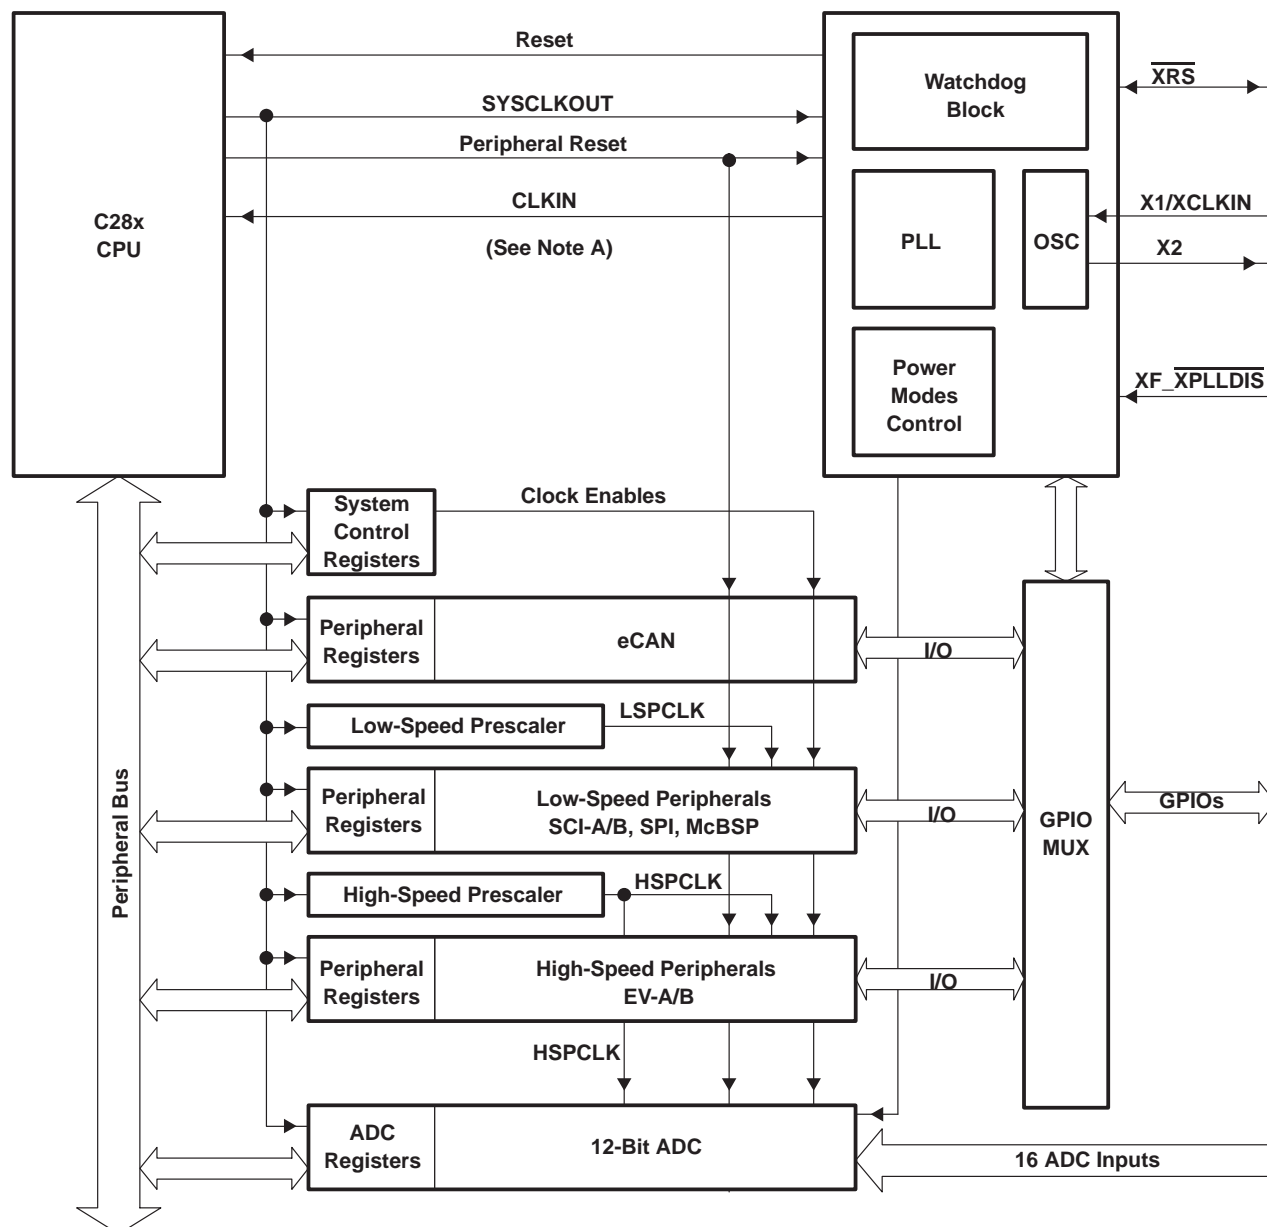 Reset
Watchdog
Block
XRS
SYSCLKOUT
Peripheral Reset
C28x
CPU
CLKIN
(See Note A)
PLL
OSC
X1/XCLKIN
X2
Power
Modes
Control
XF_XPLLDIS
System
Control
Registers
Clock Enables
Peripheral
Registers
eCAN
I/O
Low-Speed Prescaler
LSPCLK
Peripheral Bus
Peripheral
Registers
Low-Speed Peripherals
SCI-A/B, SPI, McBSP
I/O
GPIO
MUX
GPIOs
High-Speed Prescaler
HSPCLK
Peripheral
Registers
High-Speed Peripherals
EV-A/B
I/O
HSPCLK
ADC
Registers
12-Bit ADC
16 ADC Inputs